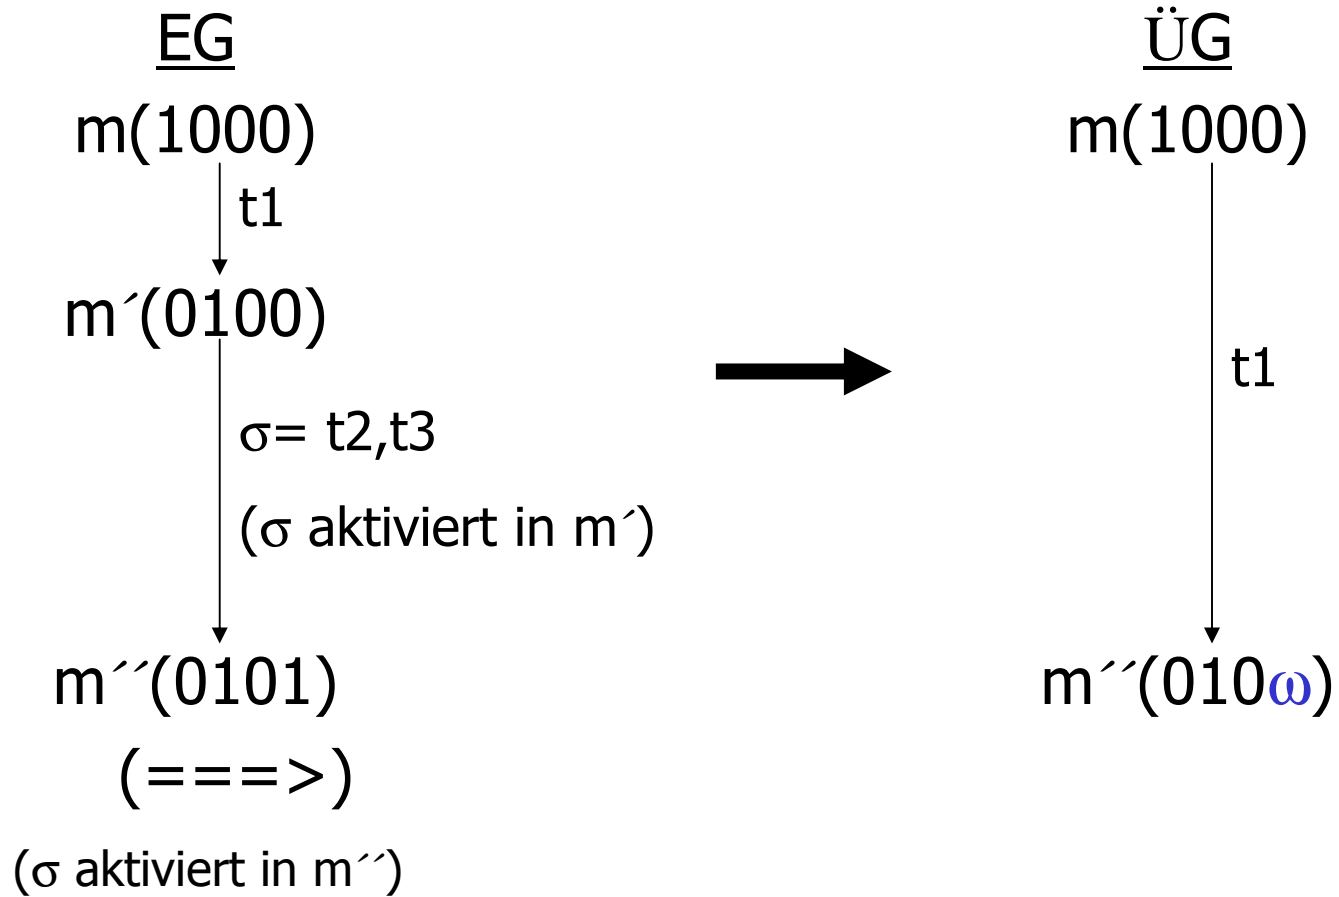 EG
m(1000)
t1
m´(0100)
σ= t2,t3
(σ aktiviert in m´)
m´´(0101)
(===>)
(σ aktiviert in m´´)
ÜG
m(1000)
t1
m´´(010ω)